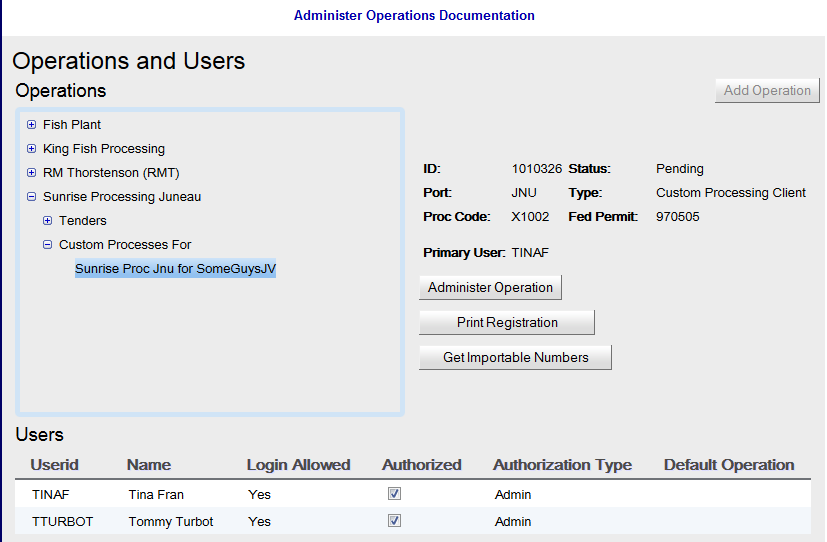 Administer Operations Documentation
Operations and Users
Operations
Add Operation
Fish Plant
King Fish Processing
RM Thorstenson (RMT)
Sunrise Processing Juneau
Tenders
Custom Processes For
Sunrise Proc Jnu for SomeGuysJV
ID: 1010326 Status: Pending
Port: JNU Type: Custom Processing Client
Proc Code: X1002 Fed Permit: 970505
Primary User: TINAF
Administer Operation
Print Registration
Get Importable Numbers
Users
Userid Name Login Allowed Authorized Authorization Type Default Operation
TINAF Tina Fran Yes Admin
TTURBOT Tommy Turbot Yes Admin